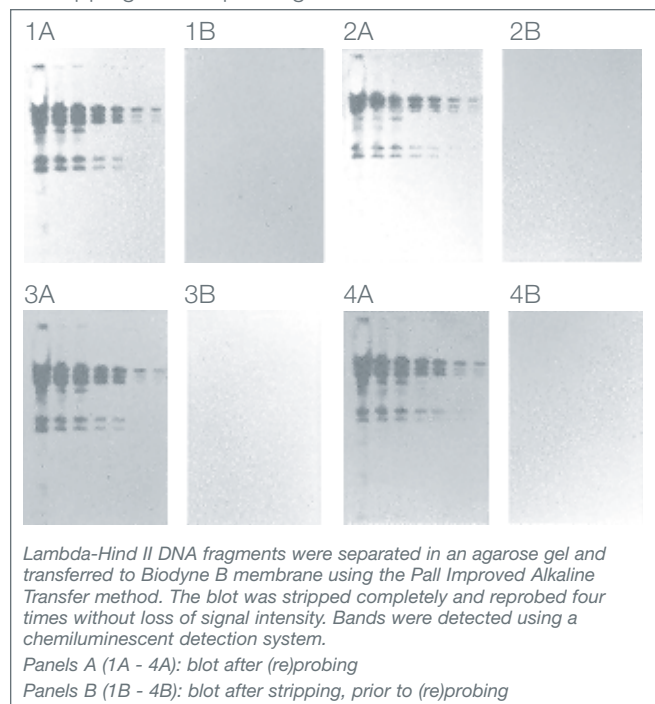 1A 1B 2A 2B
3A 3B 4A 4B
Lambda-Hind II DNA fragments were separated in an agarose gel and
transferred to Biodyne B membrane using the Pall Improved Alkaline
Transfer method. The blot was stripped completely and reprobed four
times without loss of signal intensity. Bands were detected using a
chemiluminescent detection system.
Panels A (1A - 4A): blot after (re)probing
Panels B (1B - 4B): blot after stripping, prior to (re)probing